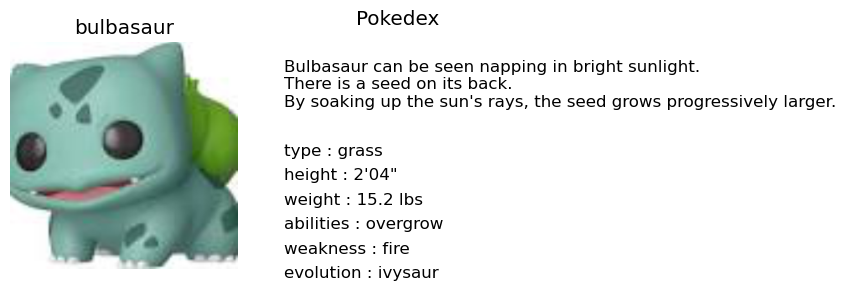 bulbasaur
Pokedex
Bulbasaur can be seen napping in bright sunlight.
There is a seed on its back.
By soaking up the sun's rays, the seed grows progressively larger.
type : grass
height : 2'04"
weight : 15.2 lbs
abilities : overgrow
weakness : fire
evolution : ivysaur